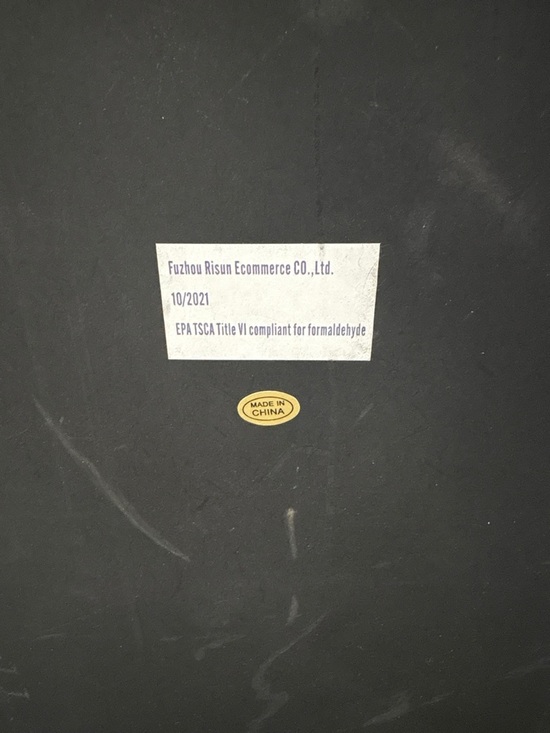 Fuzhou Risun Ecommerce CO.,Ltd.
10/2021
EPA TSCA Title VI compliant for formaldehyde
MADE IN
CHINA